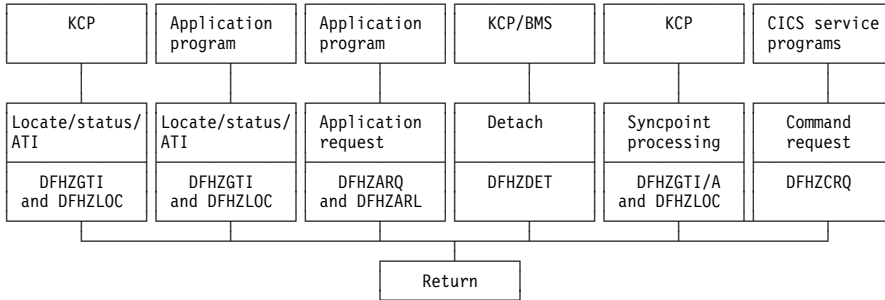 KCP
Application
program
Application
program
KCP/BMS
KCP
CICS service
programs
Locate/status/
ATI
Locate/status/
ATI
Application
request
Detach
Syncpoint
processing
Command
request
DFHZGTI
and DFHZLOC
DFHZGTI
and DFHZLOC
DFHZARQ
and DFHZARL
DFHZDET
DFHZGTI/A
and DFHZLOC
DFHZCRQ
Return